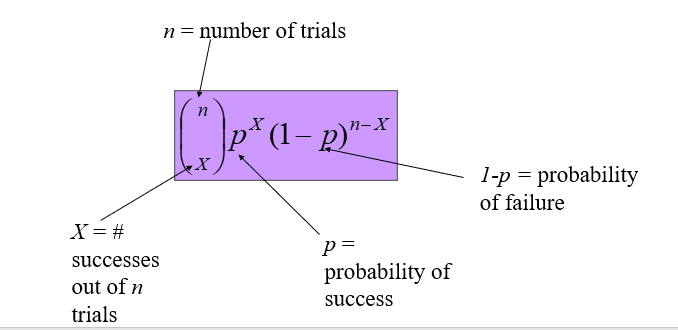 n = number of trials
(n X) p^X (1 − p)^{n−X}
1-p = probability
of failure
X = #
successes
out of n
trials
p =
probability of
success